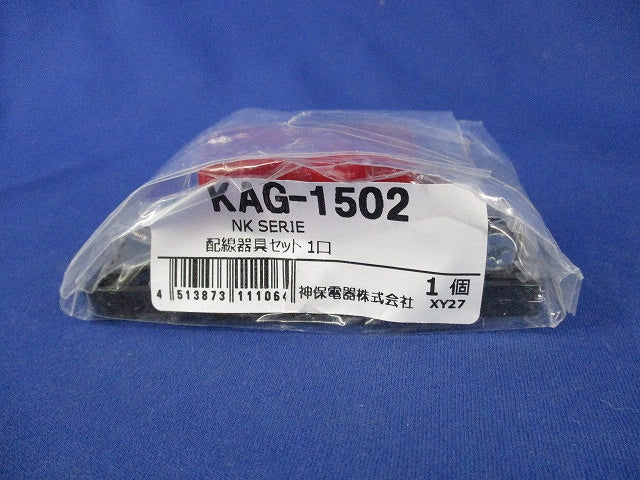 KAG-1502
NK SERIE
配線器具セット 1口
4 513873 111064
神保電器株式会社
1個
XY27